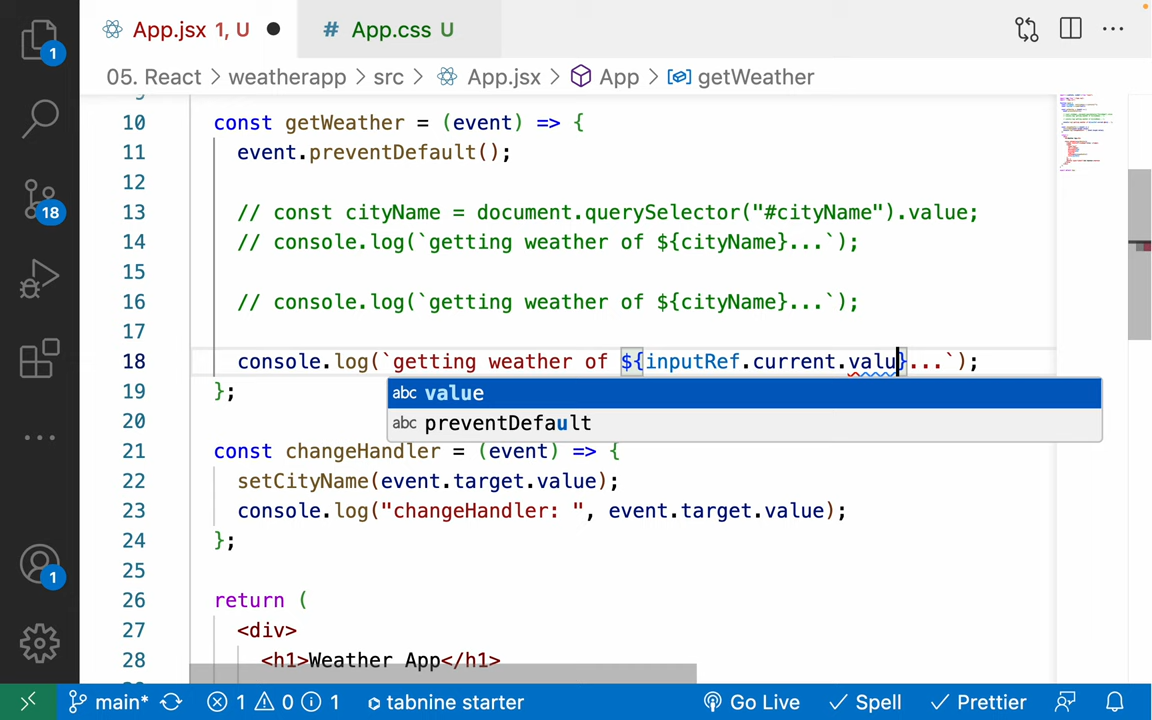 App.jsx 1, U
# App.css U
1
05. React > weatherapp > src > App.jsx > App > getWeather
10 const getWeather = (event) => {
11 event.preventDefault();
12
13 // const cityName = document.querySelector("#cityName").value;
14 // console.log(`getting weather of ${cityName}...`);
15
16 // console.log(`getting weather of ${cityName}...`);
17
18 console.log(`getting weather of ${inputRef.current.valu}...`);
abc value
abc preventDefault
19 };
20
21 const changeHandler = (event) => {
22 setCityName(event.target.value);
23 console.log("changeHandler: ", event.target.value);
24 };
25
26 return (
27 <div>
28 <h1>Weather App</h1>
18
1
main* 1 0 1 tabnine starter Go Live Spell Prettier